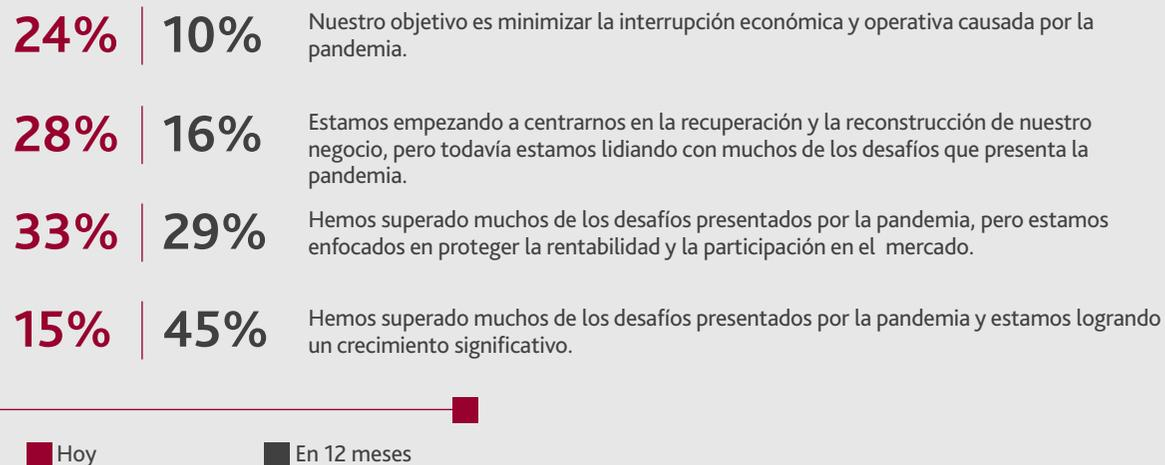 24% 10% Nuestro objetivo es minimizar la interrupción económica y operativa causada por la
pandemia.
28% 16% Estamos empezando a centrarnos en la recuperación y la reconstrucción de nuestro
negocio, pero todavía estamos lidiando con muchos de los desafíos que presenta la
pandemia.
33% 29% Hemos superado muchos de los desafíos presentados por la pandemia, pero estamos
enfocados en proteger la rentabilidad y la participación en el mercado.
15% 45% Hemos superado muchos de los desafíos presentados por la pandemia y estamos logrando
un crecimiento significativo.
Hoy En 12 meses